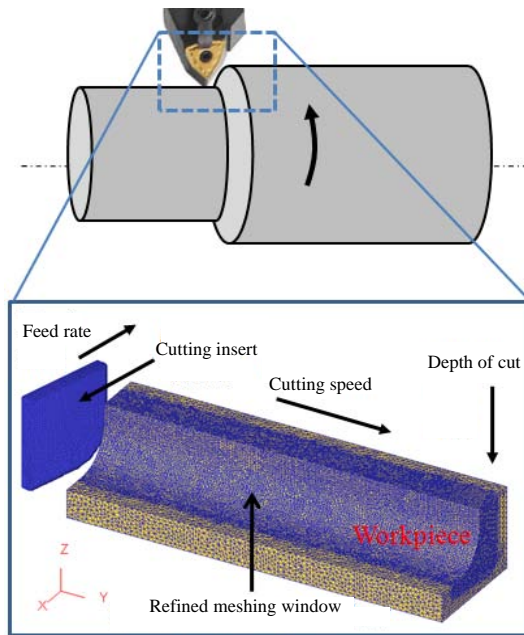 Feed rate
Cutting insert
Cutting speed
Depth of cut
Workpiece
Z
X
Y
Refined meshing window